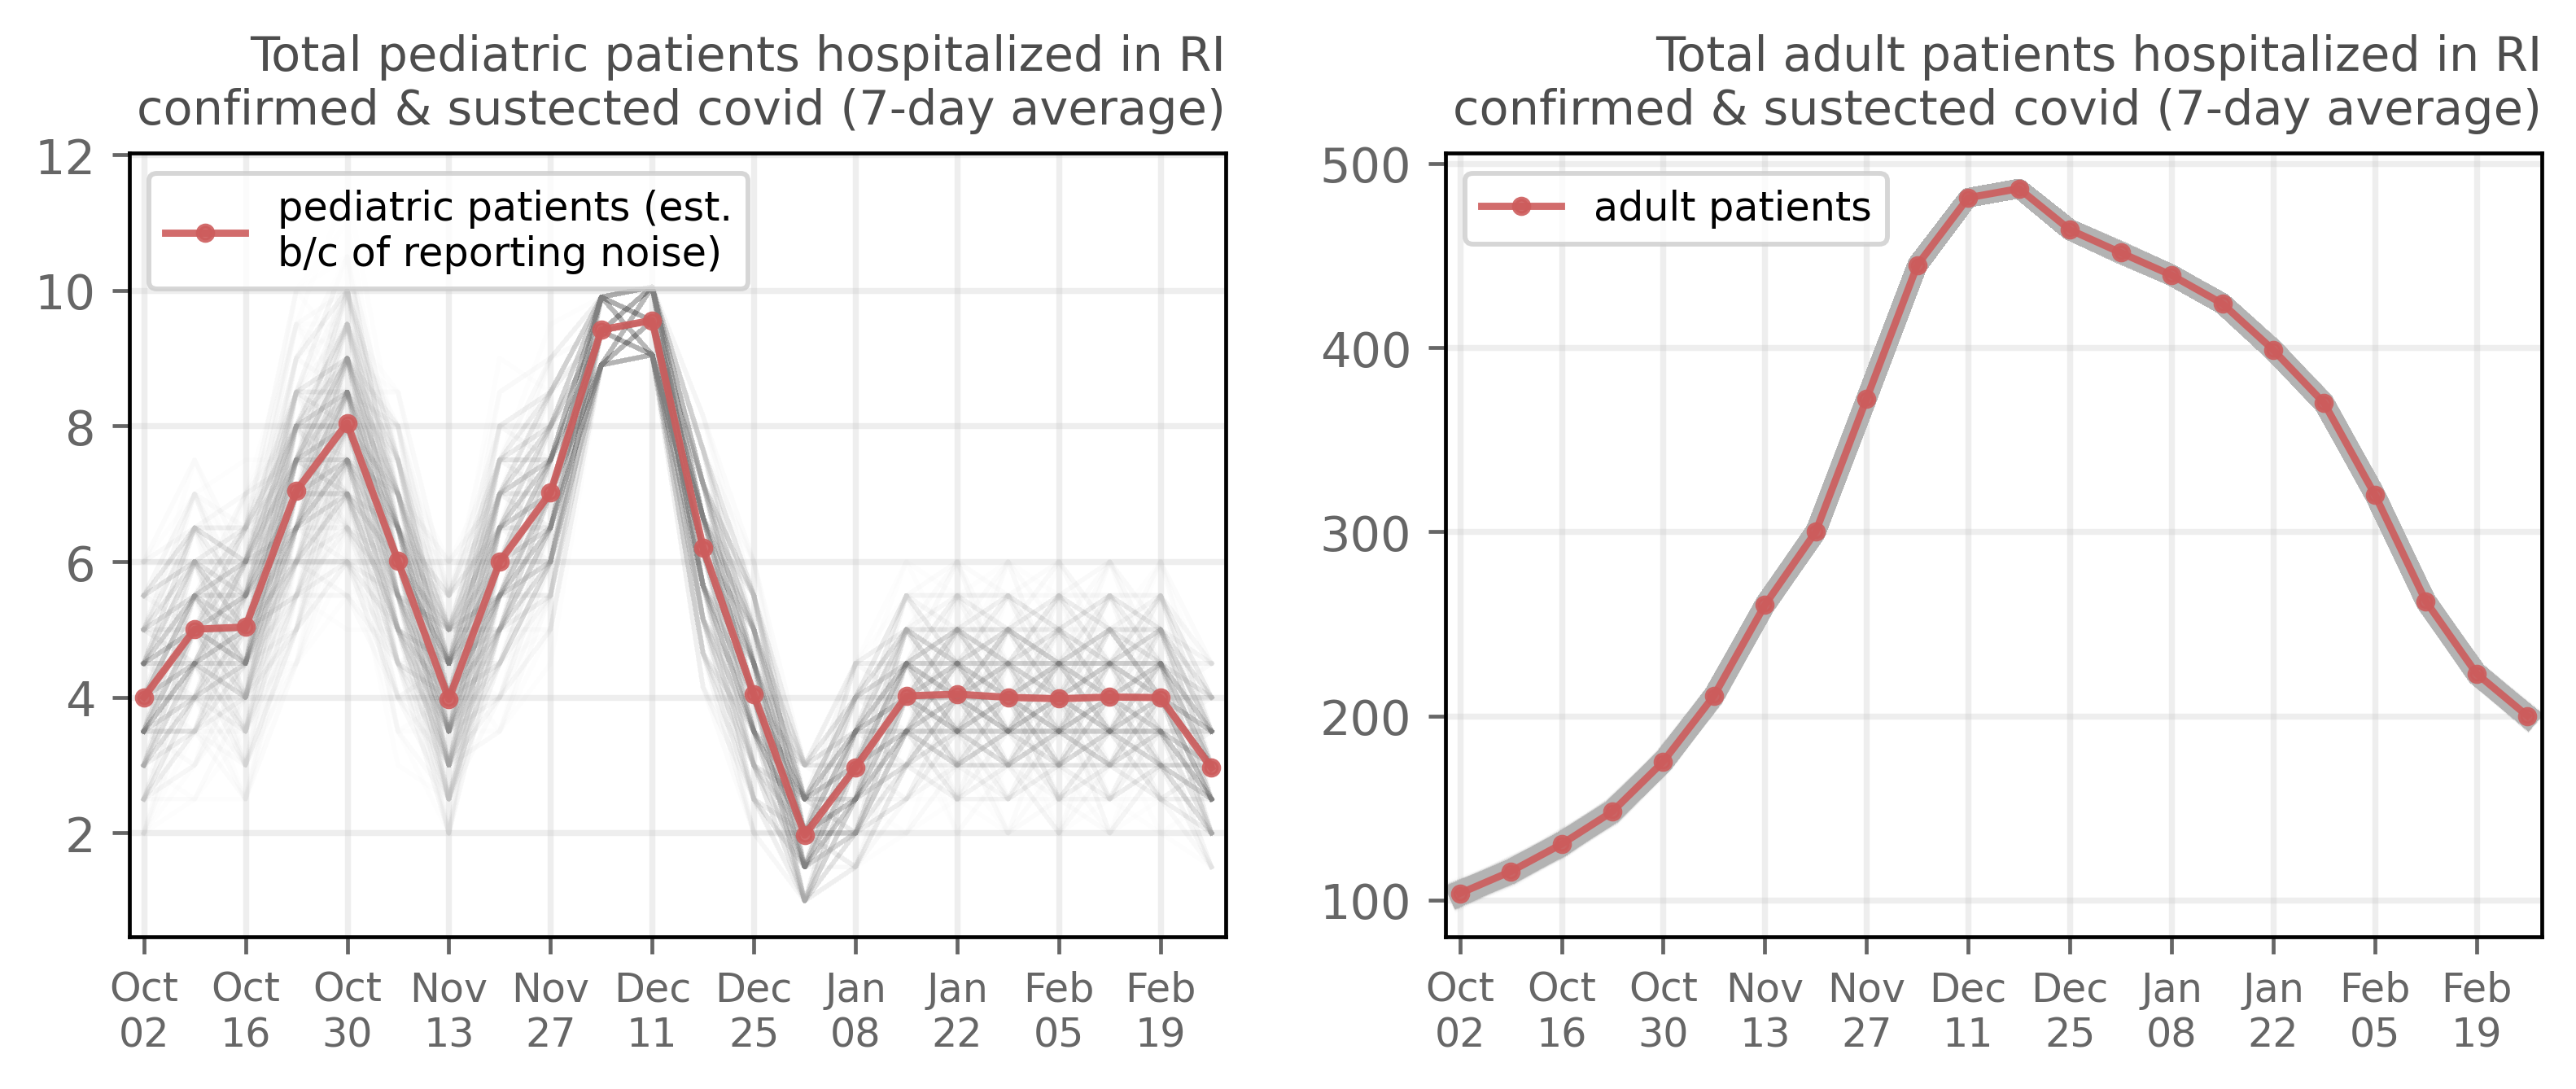 Total pediatric patients hospitalized in RI
confirmed & sustected covid (7-day average)
12
10
8
6
4
2
pediatric patients (est.
b/c of reporting noise)
Oct Oct Oct Nov Nov Dec Dec Jan Jan Feb Feb
02 16 30 13 27 11 25 08 22 05 19
Total adult patients hospitalized in RI
confirmed & sustected covid (7-day average)
500
400
300
200
100
adult patients
Oct Oct Oct Nov Nov Dec Dec Jan Jan Feb Feb
02 16 30 13 27 11 25 08 22 05 19